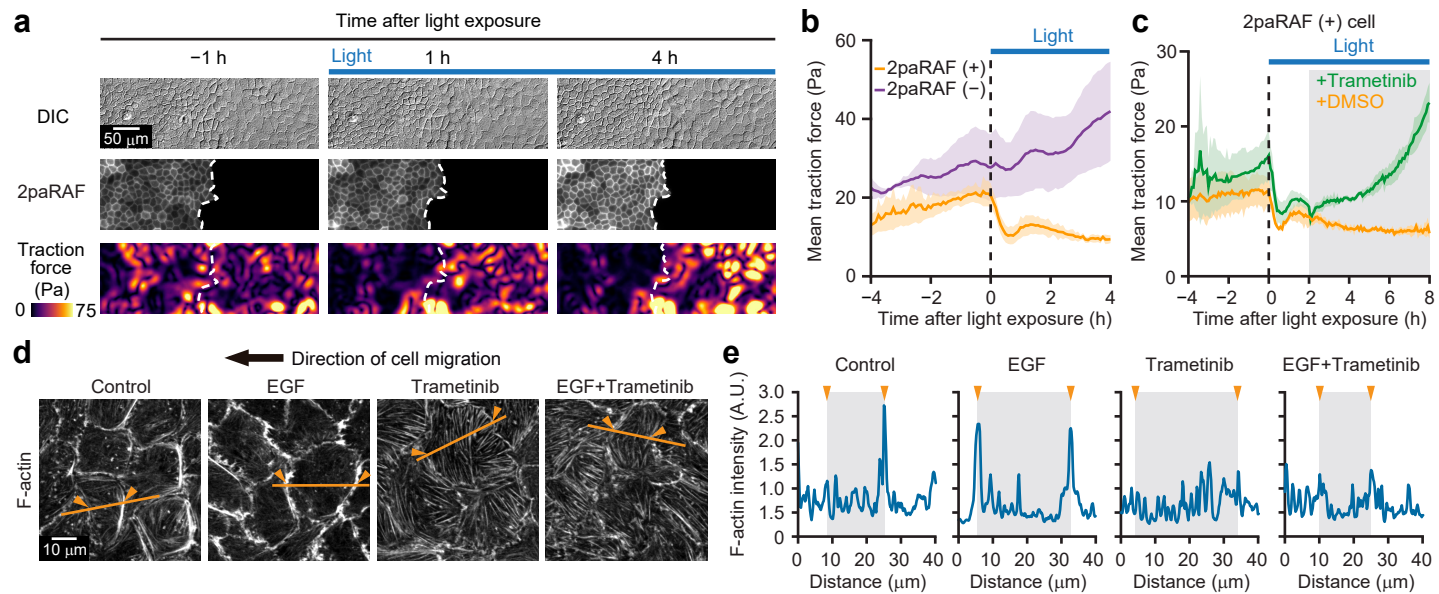 a
Time after light exposure
Light
−1 h
1 h
4 h
DIC
50 μm
2paRAF
Traction
force
(Pa)
0
75
b
Light
2paRAF (+)
2paRAF (−)
Mean traction force (Pa)
60
40
20
0
−4
−2
0
2
4
Time after light exposure (h)
c
2paRAF (+) cell
Light
+Trametinib
+DMSO
Mean traction force (Pa)
30
20
10
0
−4
−2
0
2
4
6
8
Time after light exposure (h)
d
Direction of cell migration
Control
EGF
Trametinib
EGF+Trametinib
F-actin
10 μm
e
Control
EGF
Trametinib
EGF+Trametinib
F-actin intensity (A.U.)
3.0
2.5
2.0
1.5
1.0
1.5
0
0 10 20 30 40
0 10 20 30 40
0 10 20 30 40
0 10 20 30 40
Distance (μm)
Distance (μm)
Distance (μm)
Distance (μm)